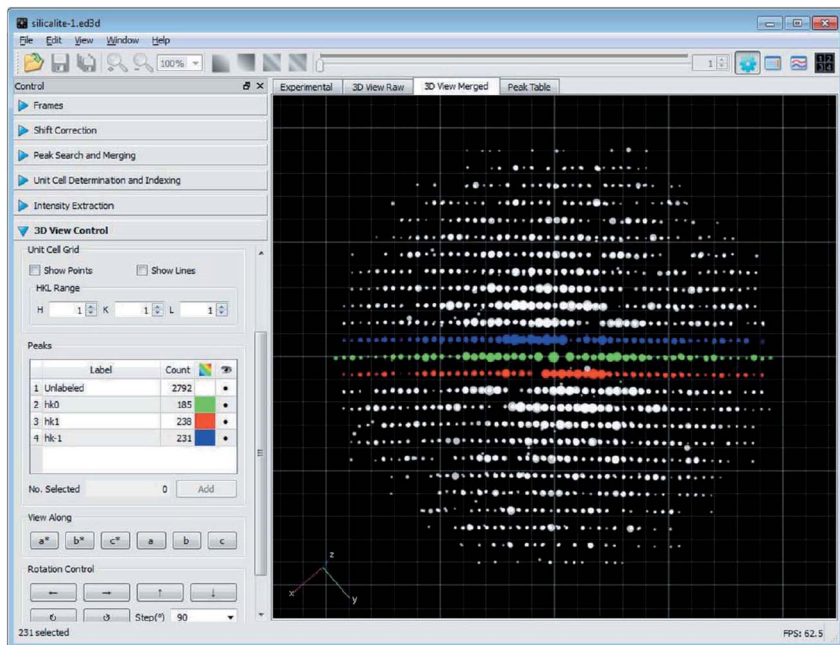 silicalite-1.ed3d
File Edit View Window Help
100% 1
Control
Experimental 3D View Raw 3D View Merged Peak Table
Frames
Shift Correction
Peak Search and Merging
Unit Cell Determination and Indexing
Intensity Extraction
3D View Control
Unit Cell Grid
Show Points Show Lines
HKL Range
H 1 K 1 L 1
Peaks
Label Count
1 Unlabeled 2792
2 hk0 185
3 hk1 238
4 hk-1 231
No. Selected 0 Add
View Along
a* b* c* a b c
Rotation Control
← → ↑ ↓
↻ ↺ Step(°) 90
z
x
y
231 selected FPS: 62.5